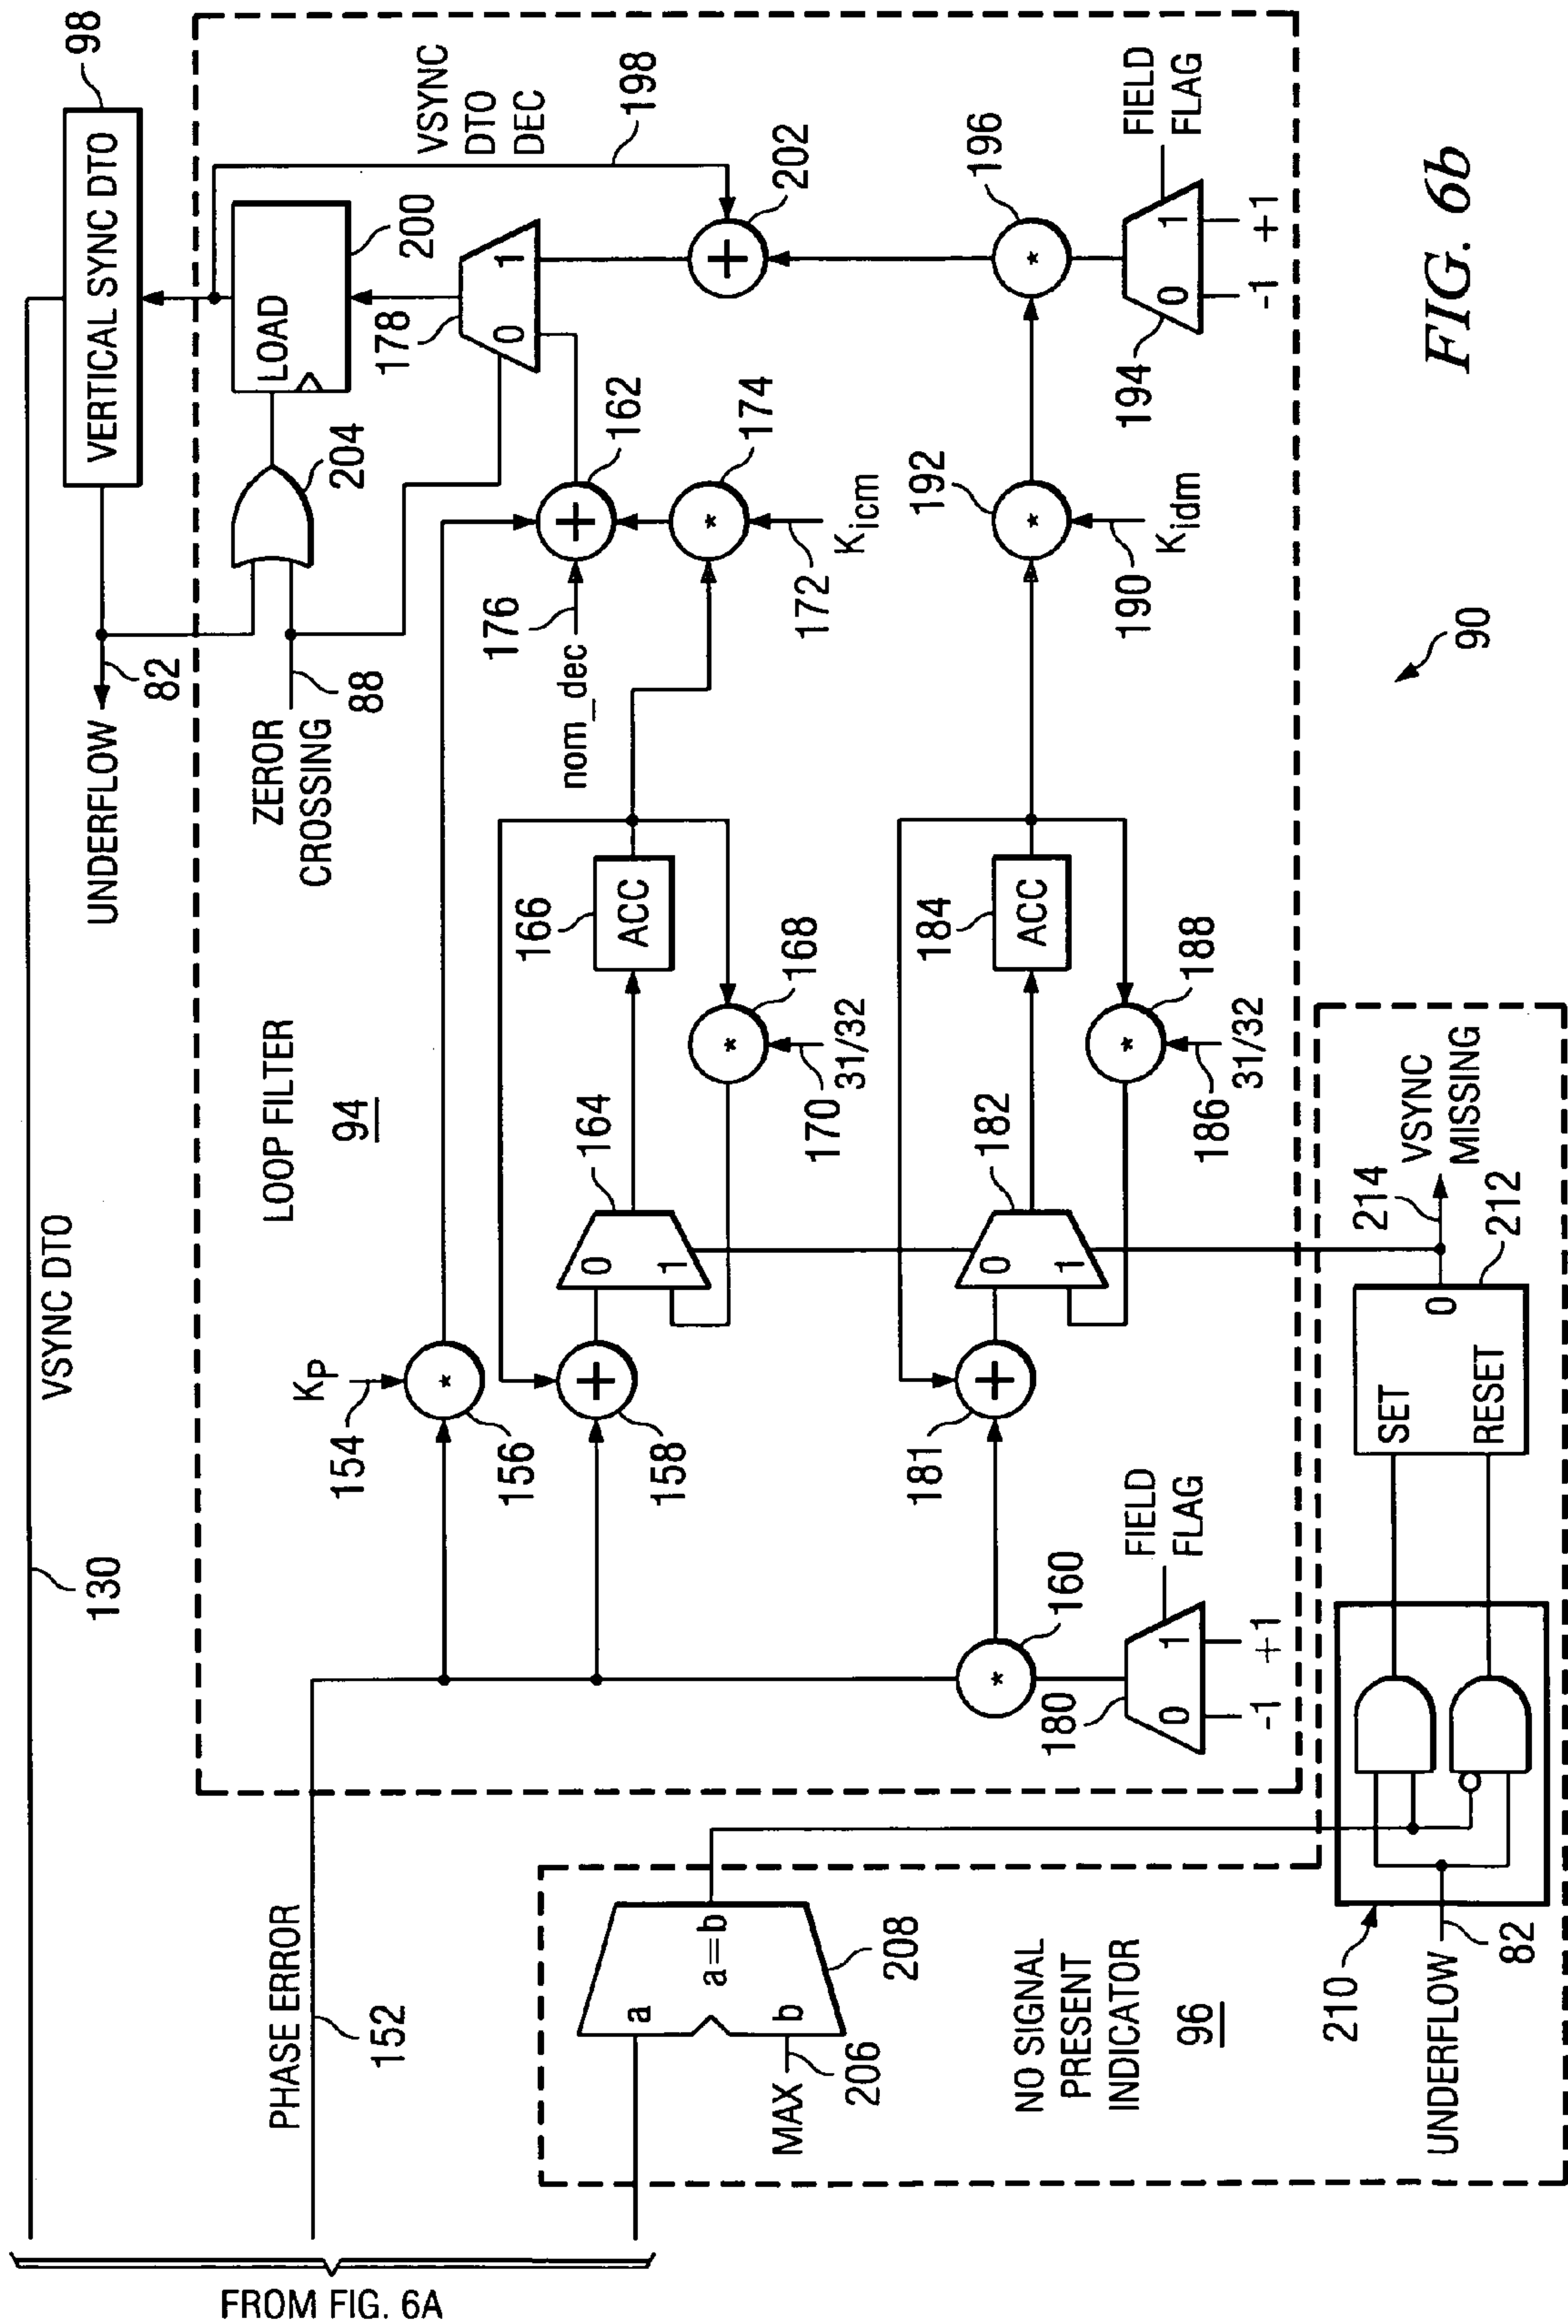 FROM FIG. 6A
VSYNC DTO
130
PHASE ERROR
152
VERTICAL SYNC DTO
98
UNDERFLOW
82
ZEROR
CROSSING
88
204
LOAD
200
178
0
1
VSYNC
DTO
DEC
198
202
LOOP FILTER
94
KP
154
156
158
164
0
1
166
ACC
168
170
31/32
nom_dec
176
162
174
172
Kicm
160
180
0
1
-1
+1
FIELD
FLAG
181
182
0
1
184
ACC
188
186
31/32
192
190
Kidm
196
194
0
1
-1
+1
FIELD
FLAG
a
b
a=b
MAX
206
208
NO SIGNAL
PRESENT
INDICATOR
96
210
UNDERFLOW
82
SET
RESET
0
212
214
VSYNC
MISSING
90
FIG. 6b